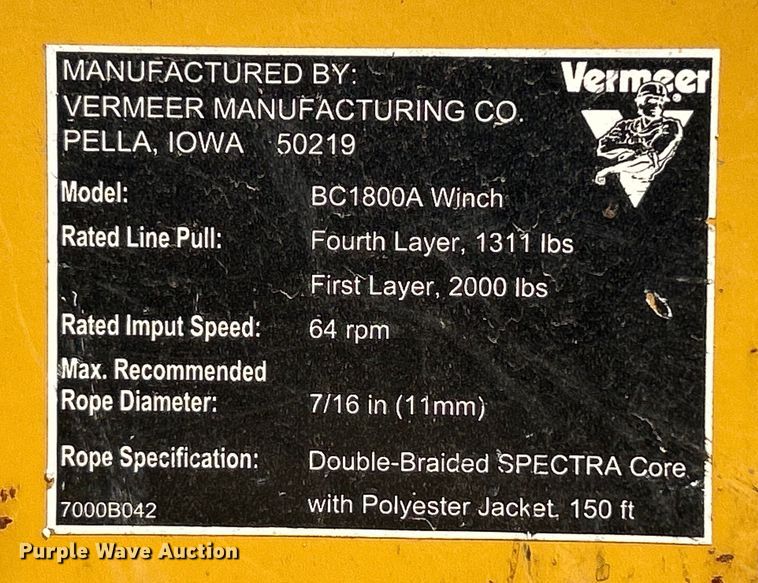 MANUFACTURED BY:
VERMEER MANUFACTURING CO.
PELLA, IOWA 50219
Vermeer
Model: BC1800A Winch
Rated Line Pull: Fourth Layer, 1311 lbs
First Layer, 2000 lbs
Rated Imput Speed: 64 rpm
Max. Recommended
Rope Diameter: 7/16 in (11mm)
Rope Specification: Double-Braided SPECTRA Core
with Polyester Jacket, 150 ft
7000B042
Purple Wave Auction